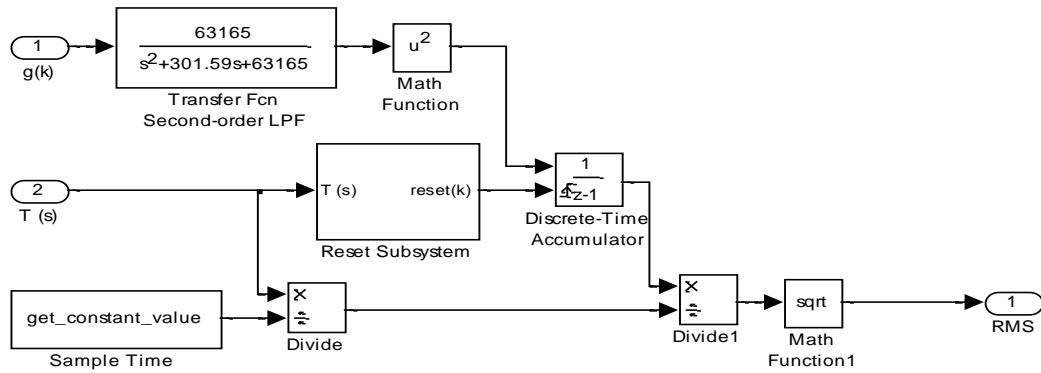 1
g(k)
63165
s²+301.59s+63165
Transfer Fcn
Second-order LPF
u²
Math
Function
2
T (s)
T (s)
reset(k)
Reset Subsystem
1
z-1
Discrete-Time
Accumulator
get_constant_value
Sample Time
×
÷
Divide
×
÷
Divide1
sqrt
Math
Function1
1
RMS